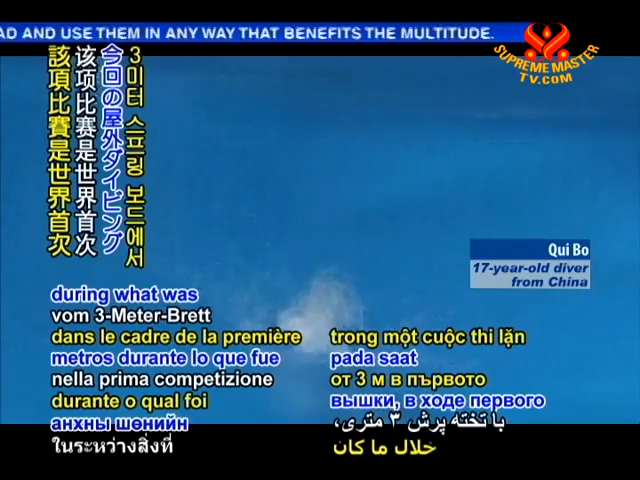 AD AND USE THEM IN ANY WAY THAT BENEFITS THE MULTITUDE.
SUPREME MASTER
TV.COM
3미터 스프링 보드에서
今回の屋外ダイビング
该项比赛是世界首次
該項比賽是世界首次
Qui Bo
17-year-old diver
from China
during what was
vom 3-Meter-Brett
dans le cadre de la première
metros durante lo que fue
nella prima competizione
durante o qual foi
анхны шөнийн
ในระหว่างสิ่งที่
trong một cuộc thi lặn
pada saat
от 3 м в първото
вышки, в ходе первого
با تخته پرش ۳ متری،
خلال ما كان